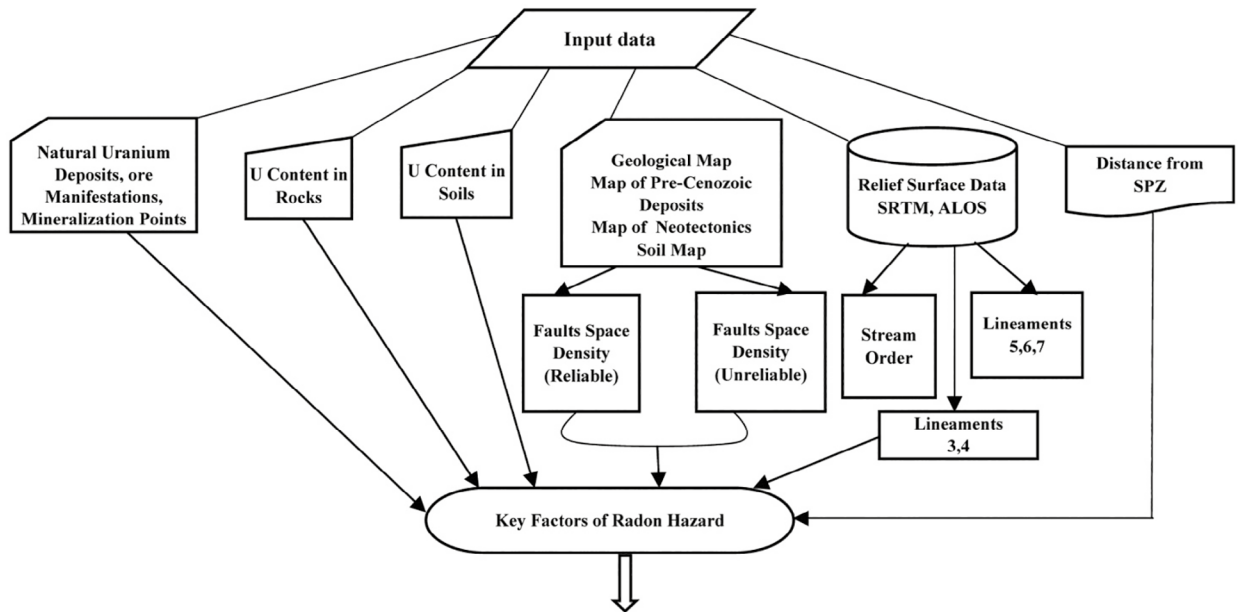 Input data
Natural Uranium
Deposits, ore
Manifestations,
Mineralization Points
U Content in
Rocks
U Content in
Soils
Geological Map
Map of Pre-Cenozoic
Deposits
Map of Neotectonics
Soil Map
Relief Surface Data
SRTM, ALOS
Distance from
SPZ
Faults Space
Density
(Reliable)
Faults Space
Density
(Unreliable)
Stream
Order
Lineaments
5,6,7
Lineaments
3,4
Key Factors of Radon Hazard